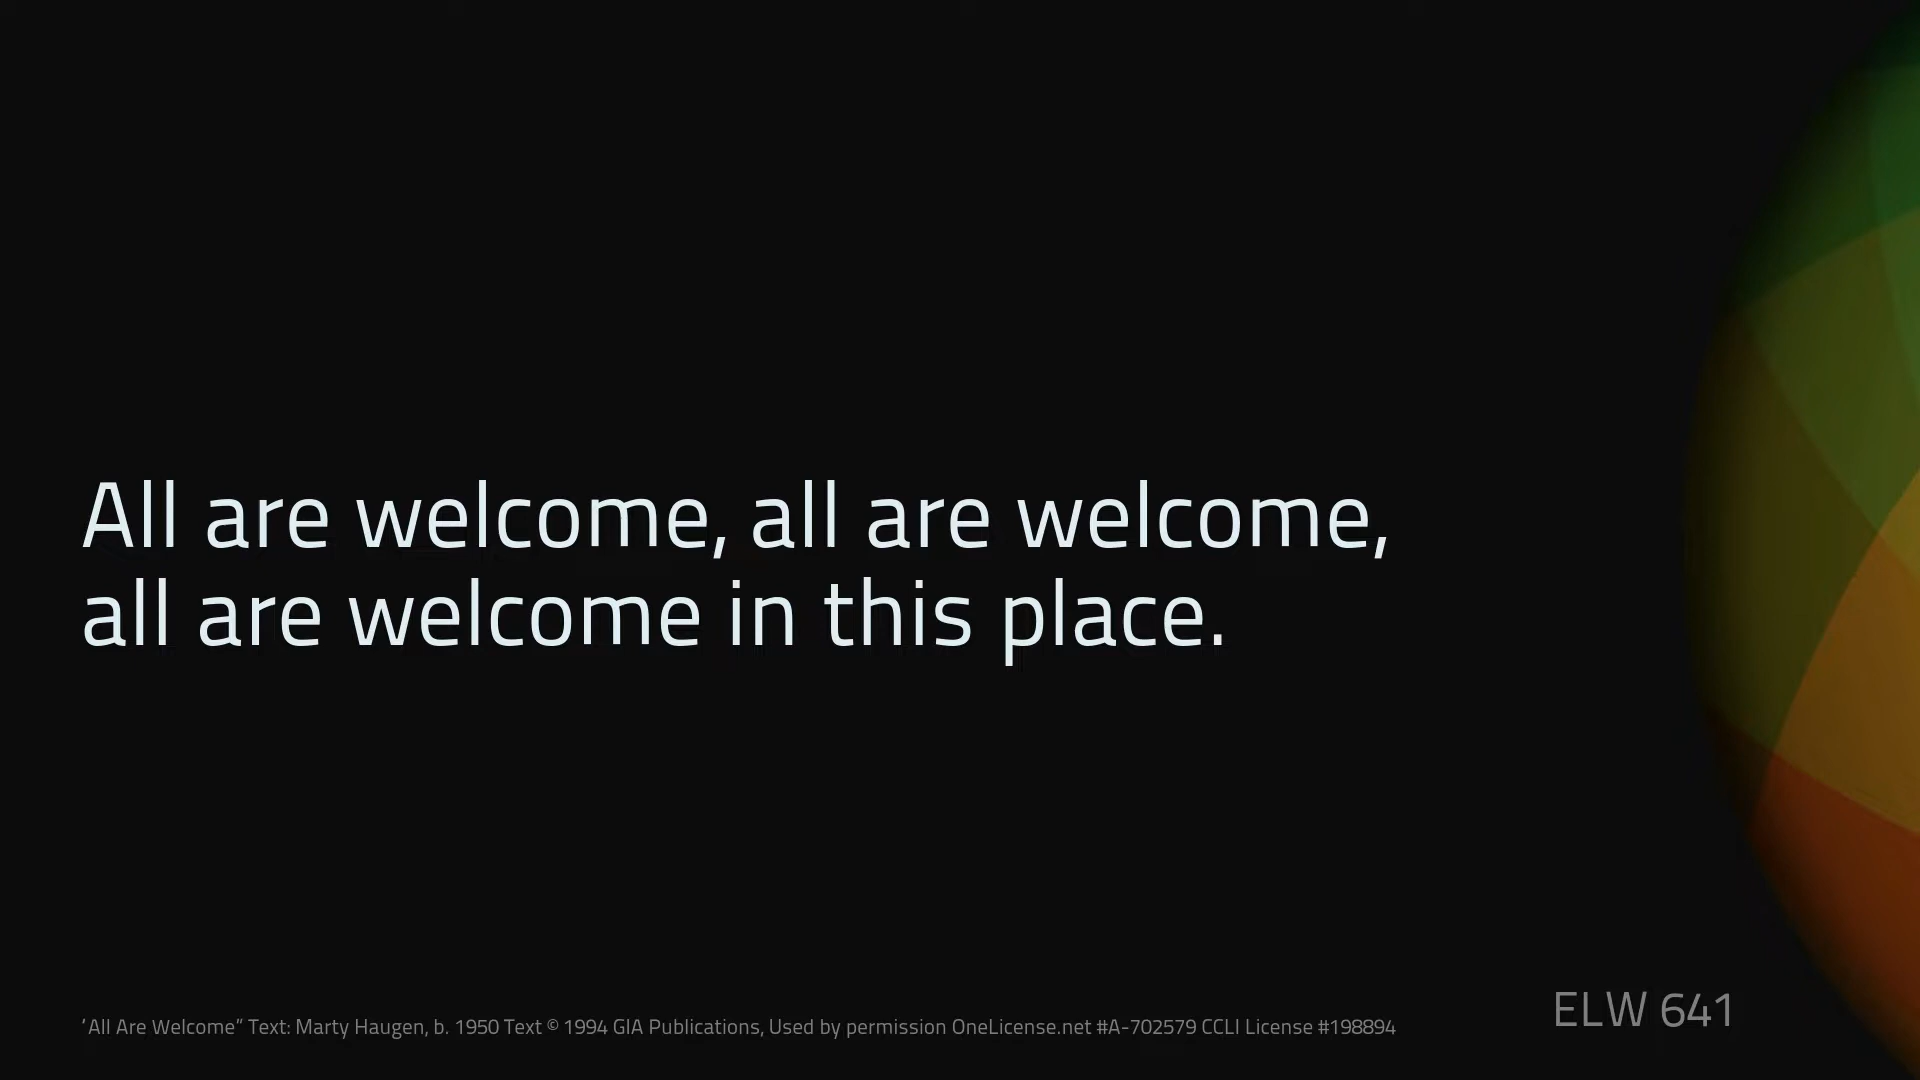 All are welcome, all are welcome,
all are welcome in this place.
‘All Are Welcome” Text: Marty Haugen, b. 1950 Text © 1994 GIA Publications, Used by permission OneLicense.net #A-702579 CCLI License #198894
ELW 641